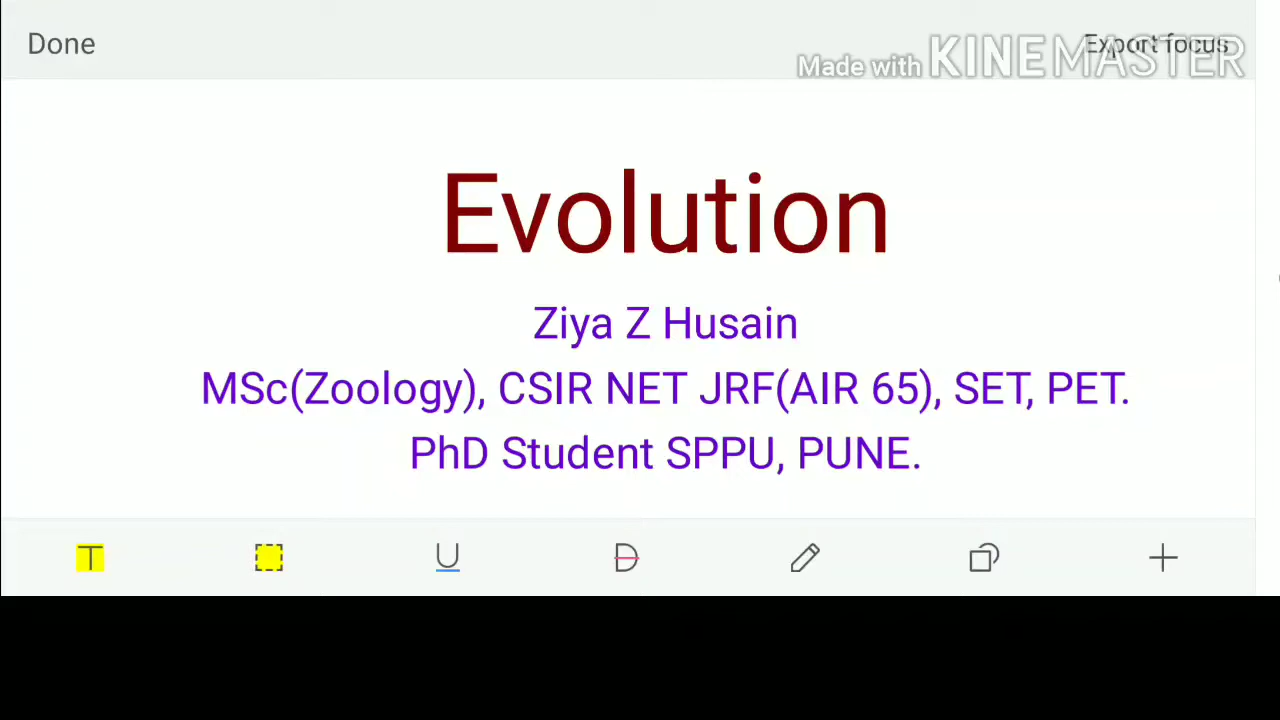 Done
Export focus
Made with KINEMASTER
Evolution
Ziya Z Husain
MSc(Zoology), CSIR NET JRF(AIR 65), SET, PET.
PhD Student SPPU, PUNE.
T
U
D